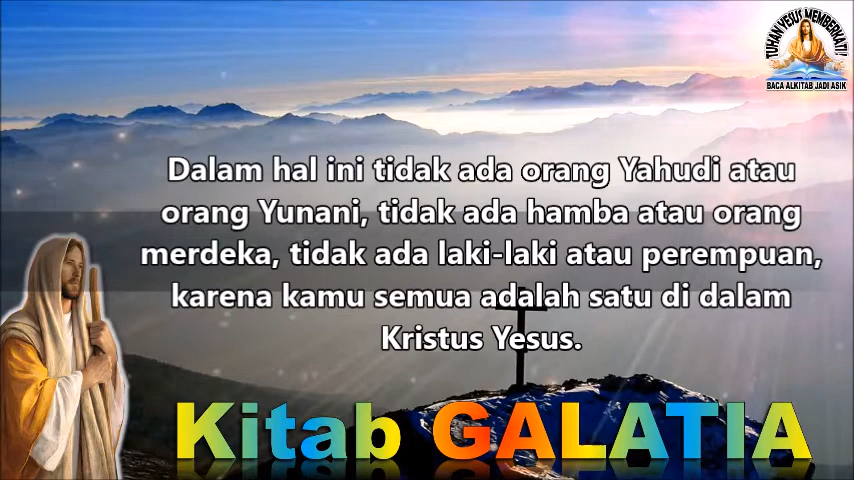 TUHAN YESUS MEMBERKATI!
BACA ALKITAB JADI ASIK
Dalam hal ini tidak ada orang Yahudi atau
orang Yunani, tidak ada hamba atau orang
merdeka, tidak ada laki-laki atau perempuan,
karena kamu semua adalah satu di dalam
Kristus Yesus.
Kitab GALATIA